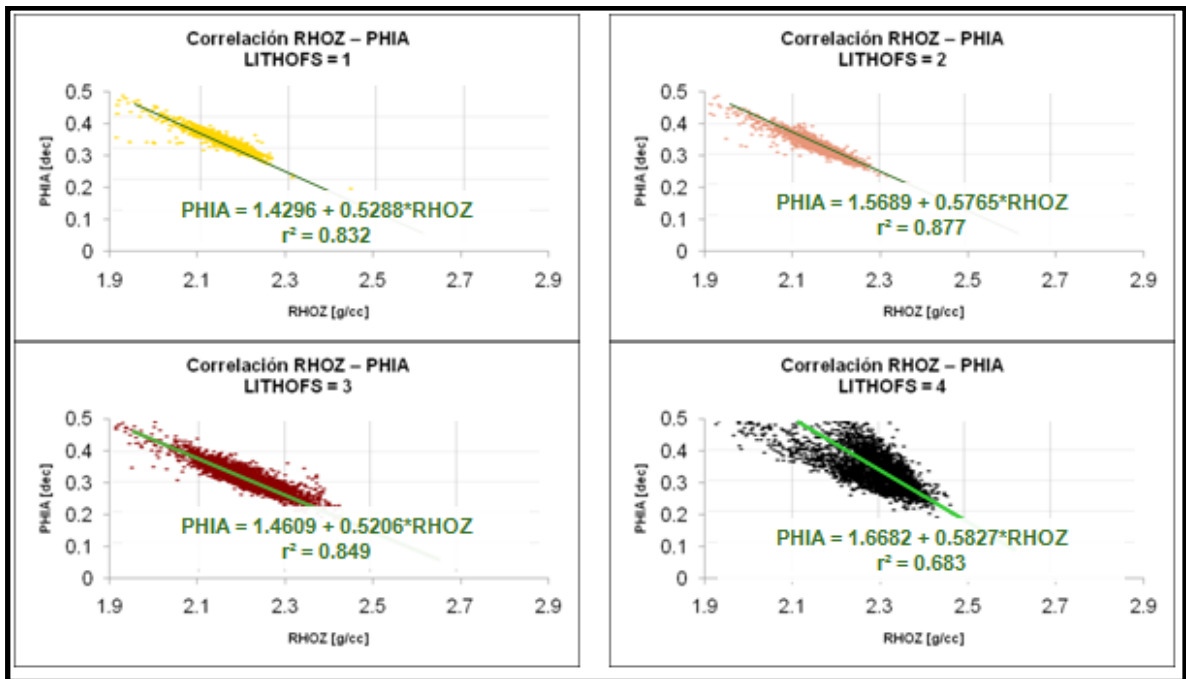 Correlación RHOZ – PHIA
LITHOFS = 1
PHIA [dec]
0.5
0.4
0.3
0.2
0.1
0
PHIA = 1.4296 + 0.5288*RHOZ
r² = 0.832
1.9 2.1 2.3 2.5 2.7 2.9
RHOZ [g/cc]
Correlación RHOZ – PHIA
LITHOFS = 2
PHIA [dec]
0.5
0.4
0.3
0.2
0.1
0
PHIA = 1.5689 + 0.5765*RHOZ
r² = 0.877
1.9 2.1 2.3 2.5 2.7 2.9
RHOZ [g/cc]
Correlación RHOZ – PHIA
LITHOFS = 3
PHIA [dec]
0.5
0.4
0.3
0.2
0.1
0
PHIA = 1.4609 + 0.5206*RHOZ
r² = 0.849
1.9 2.1 2.3 2.5 2.7 2.9
RHOZ [g/cc]
Correlación RHOZ – PHIA
LITHOFS = 4
PHIA [dec]
0.5
0.4
0.3
0.2
0.1
0
PHIA = 1.6682 + 0.5827*RHOZ
r² = 0.683
1.9 2.1 2.3 2.5 2.7 2.9
RHOZ [g/cc]